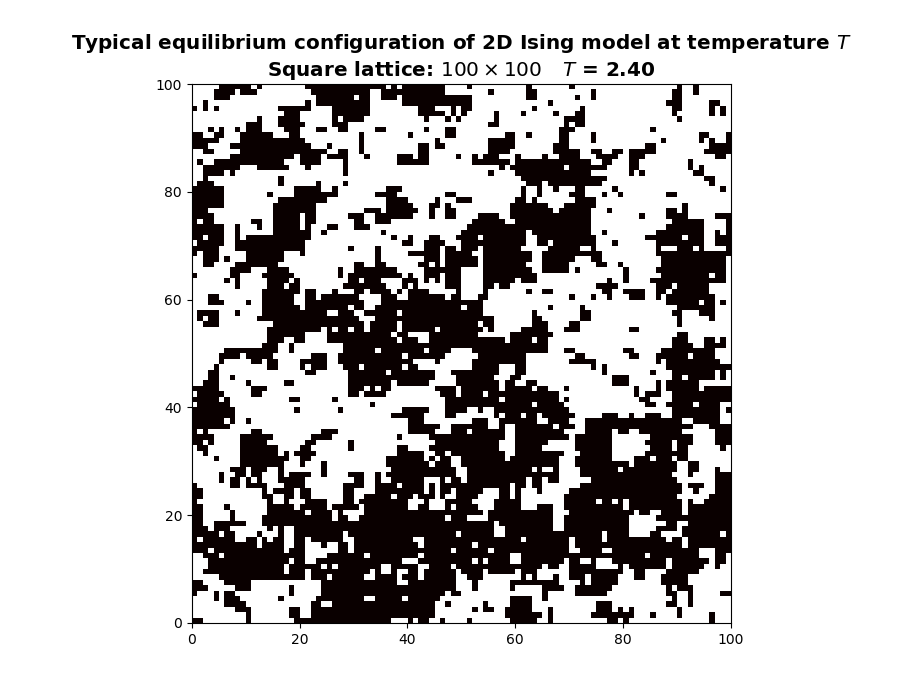 Typical equilibrium configuration of 2D Ising model at temperature T
Square lattice: 100 × 100 T = 2.40
100
80
60
40
20
0
0 20 40 60 80 100